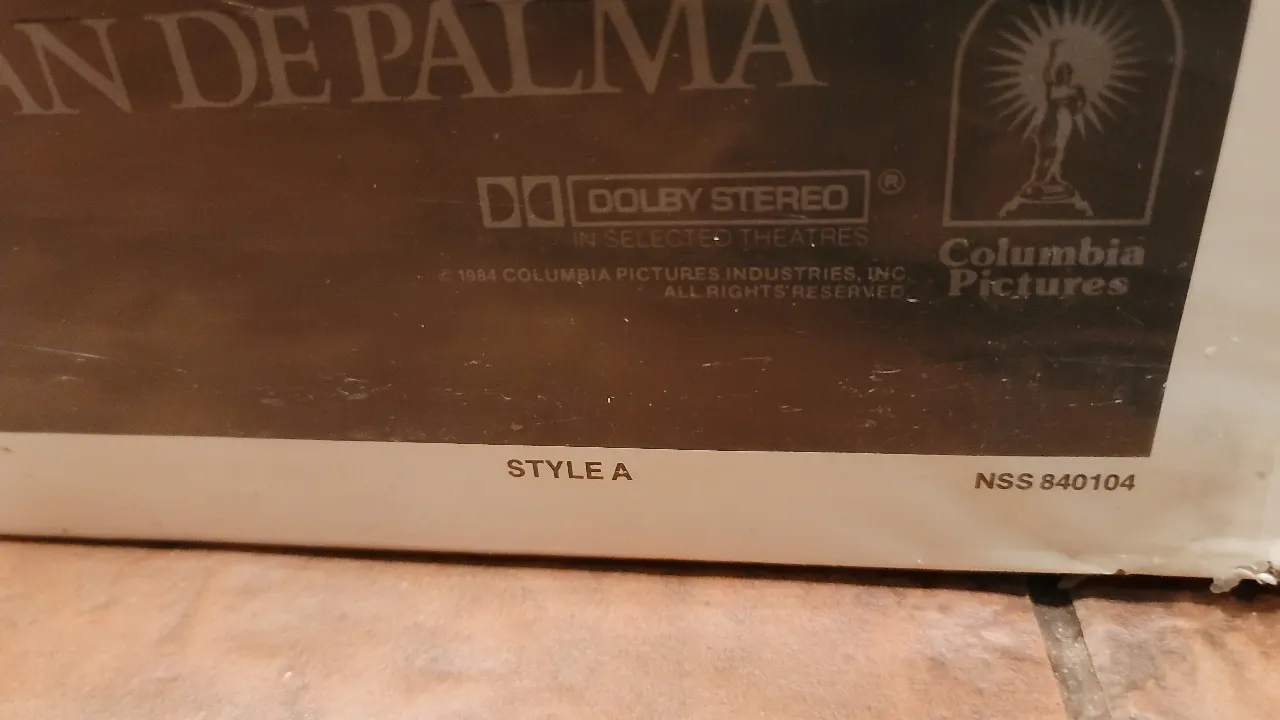 AN DE PALMA
DOLBY STEREO ®
IN SELECTED THEATRES
© 1984 COLUMBIA PICTURES INDUSTRIES, INC.
ALL RIGHTS RESERVED.
Columbia
Pictures
STYLE A
NSS 840104